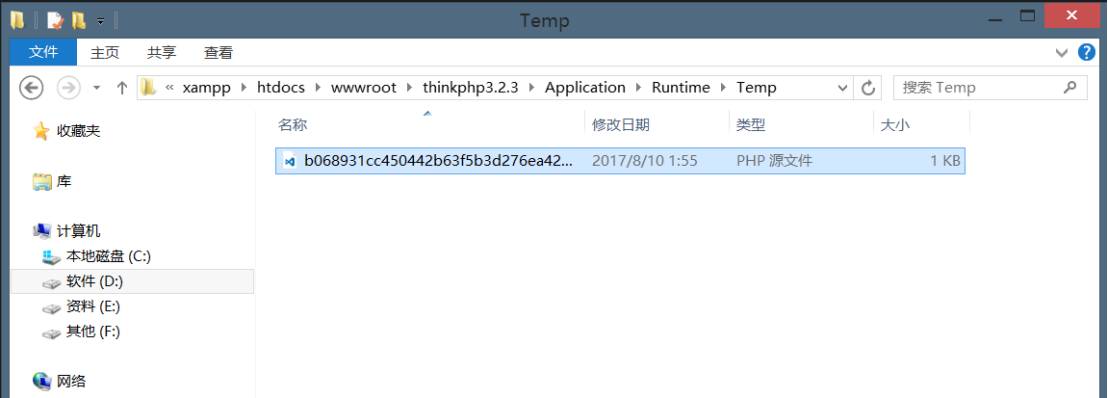 Temp
文件 主页 共享 查看
« xampp htdocs wwwroot thinkphp3.2.3 Application Runtime Temp 搜索 Temp
名称 修改日期 类型 大小
b068931cc450442b63f5b3d276ea42... 2017/8/10 1:55 PHP 源文件 1 KB
收藏夹
库
计算机
本地磁盘 (C:)
软件 (D:)
资料 (E:)
其他 (F:)
网络